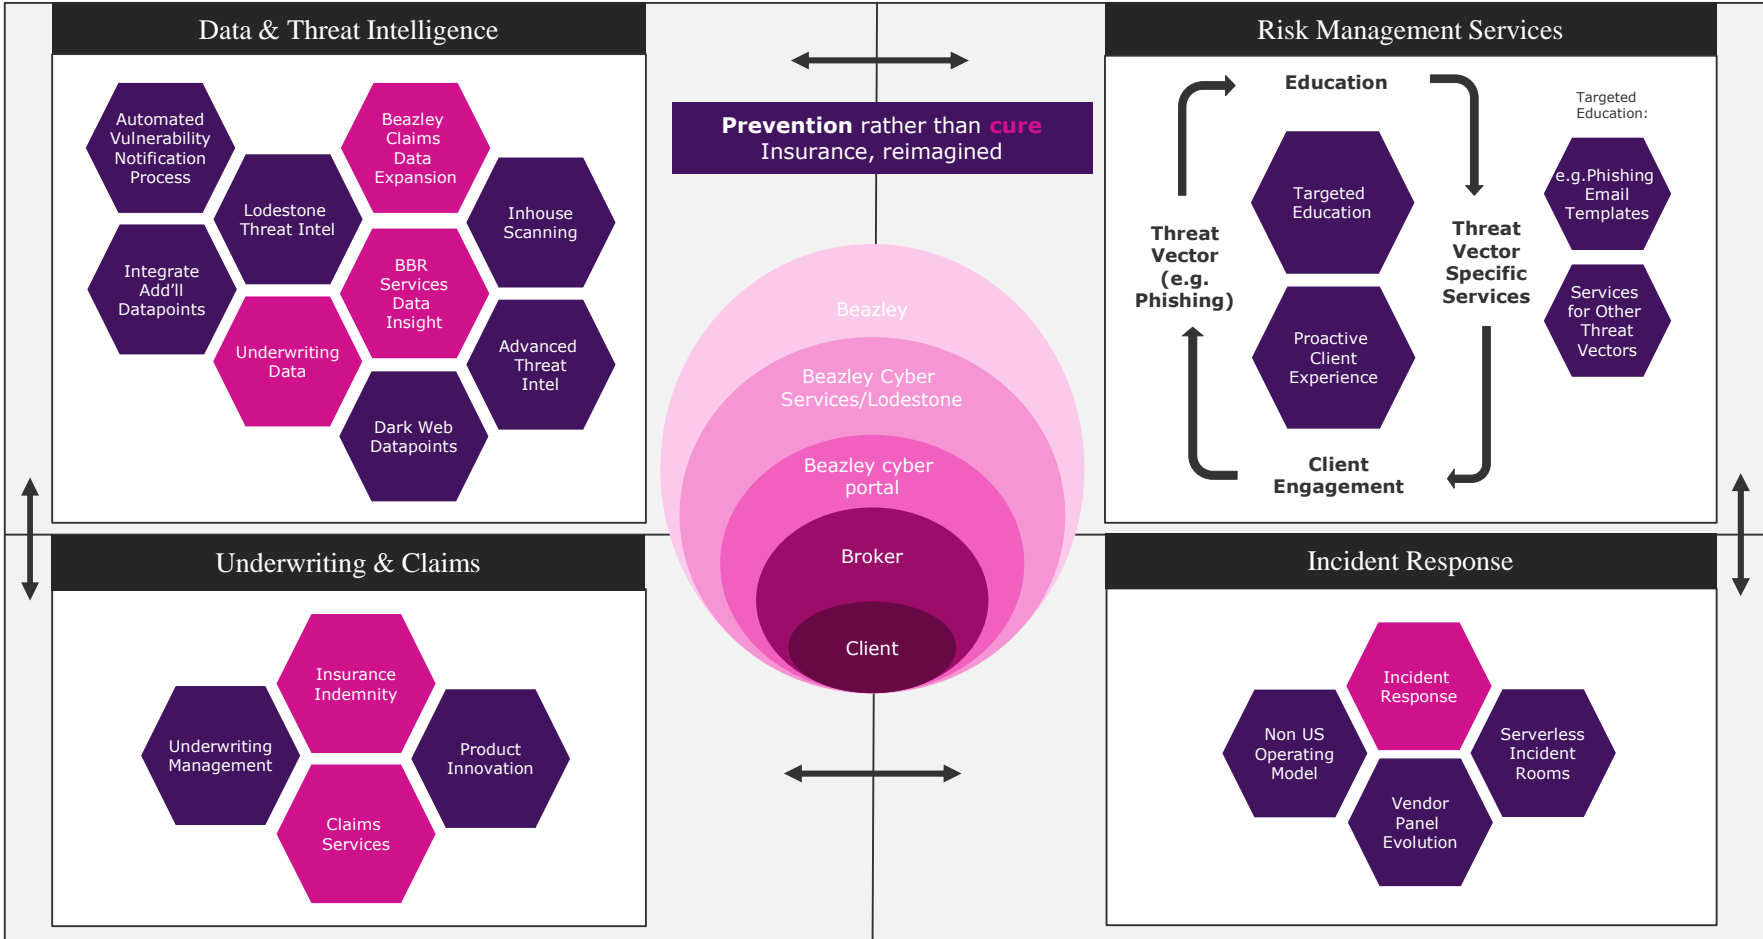 Data & Threat Intelligence
Automated
Vulnerability
Notification
Process
Beazley
Claims
Data
Expansion
Lodestone
Threat Intel
Inhouse
Scanning
Integrate
Add'll
Datapoints
BBR
Services
Data
Insight
Underwriting
Data
Advanced
Threat
Intel
Dark Web
Datapoints
Prevention rather than cure
Insurance, reimagined
Beazley
Beazley Cyber
Services/Lodestone
Beazley cyber
portal
Broker
Client
Risk Management Services
Education
Targeted
Education:
Targeted
Education
e.g.Phishing
Email
Templates
Threat
Vector
(e.g.
Phishing)
Threat
Vector
Specific
Services
Proactive
Client
Experience
Services
for Other
Threat
Vectors
Client
Engagement
Underwriting & Claims
Insurance
Indemnity
Underwriting
Management
Product
Innovation
Claims
Services
Incident Response
Incident
Response
Non US
Operating
Model
Serverless
Incident
Rooms
Vendor
Panel
Evolution